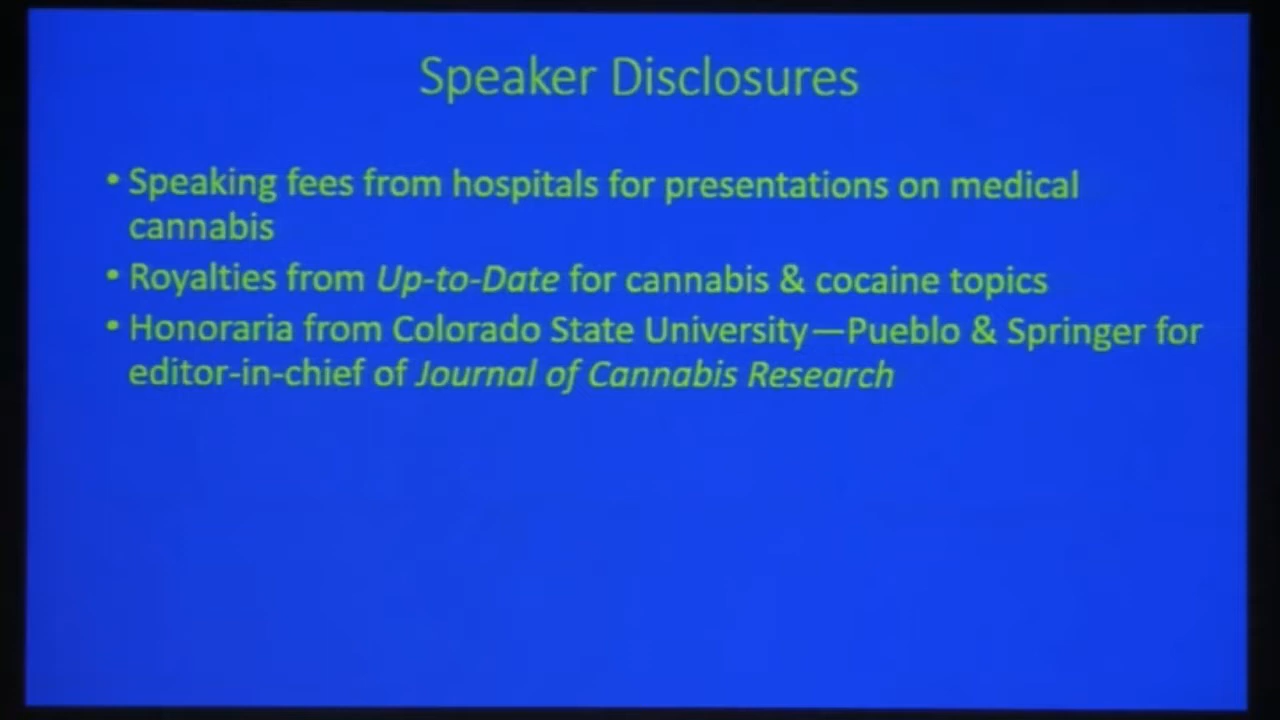 Speaker Disclosures
• Speaking fees from hospitals for presentations on medical
cannabis
• Royalties from Up-to-Date for cannabis & cocaine topics
• Honoraria from Colorado State University—Pueblo & Springer for
editor-in-chief of Journal of Cannabis Research